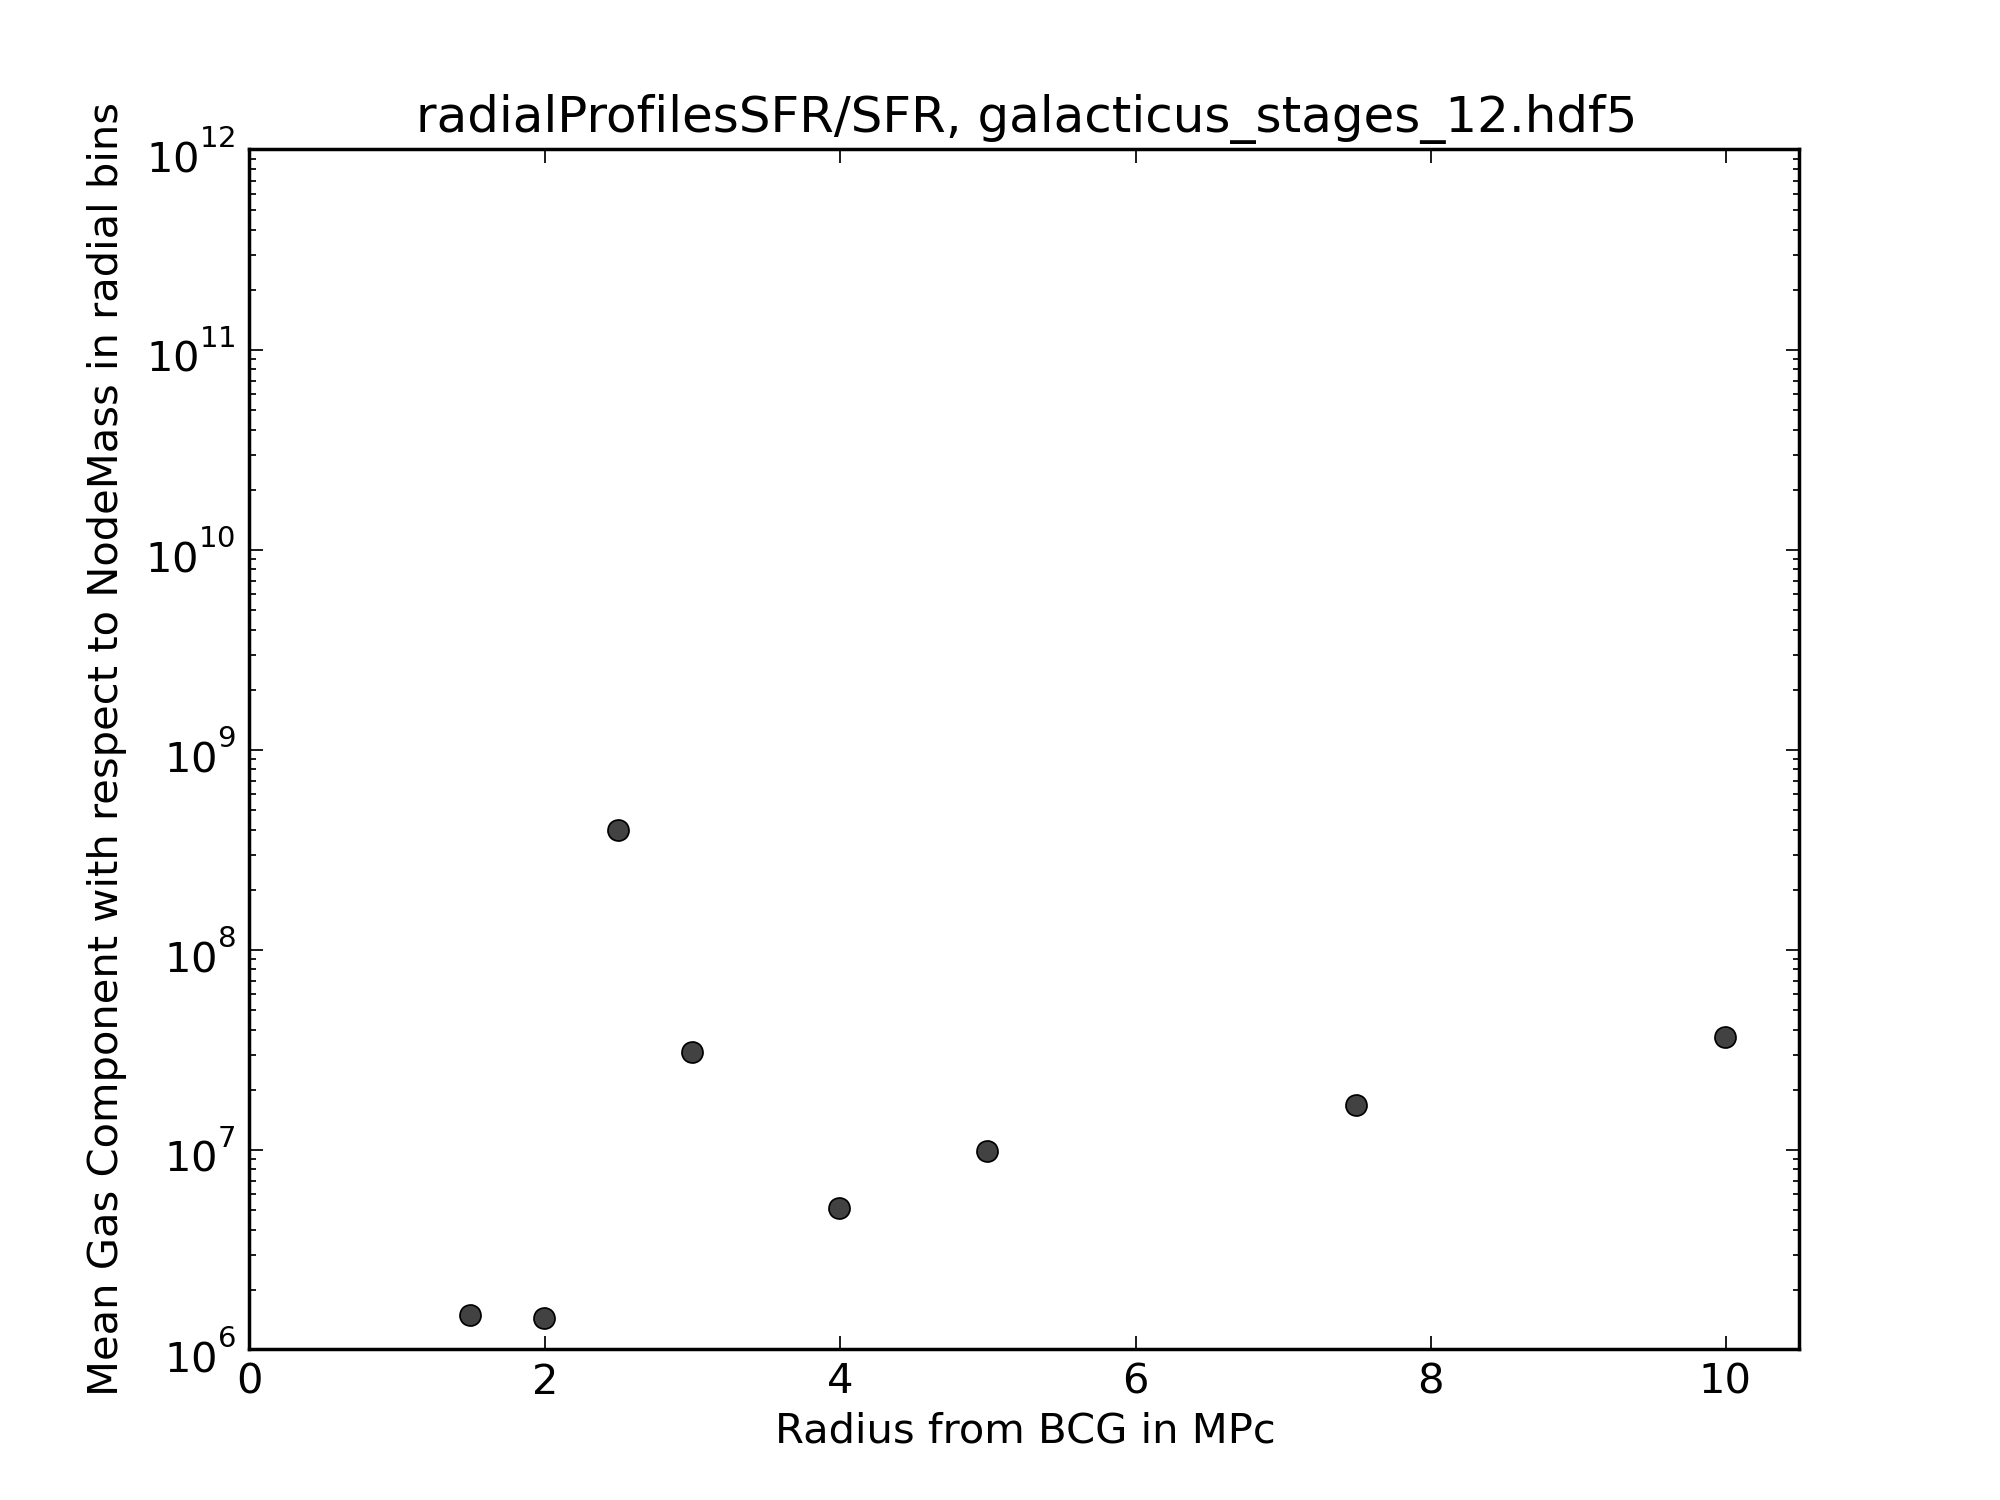 radialProfilesSFR/SFR, galacticus_stages_12.hdf5
Mean Gas Component with respect to NodeMass in radial bins
10^12
10^11
10^10
10^9
10^8
10^7
10^6
0 2 4 6 8 10
Radius from BCG in MPc